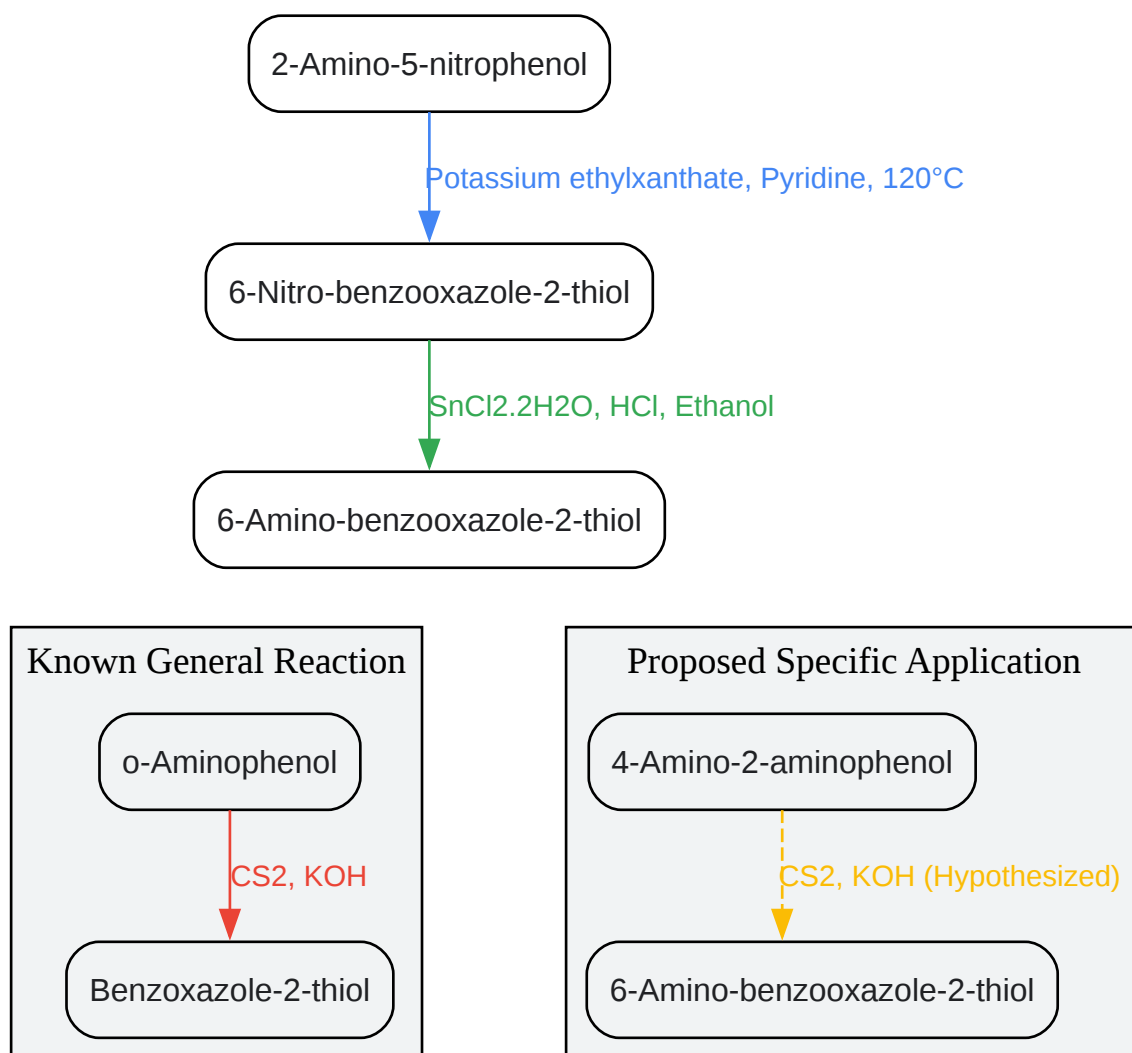 2-Amino-5-nitrophenol
Potassium ethylxanthate, Pyridine, 120°C
6-Nitro-benzooxazole-2-thiol
SnCl2.2H2O, HCl, Ethanol
6-Amino-benzooxazole-2-thiol
Known General Reaction
o-Aminophenol
CS2, KOH
Benzoxazole-2-thiol
Proposed Specific Application
4-Amino-2-aminophenol
CS2, KOH (Hypothesized)
6-Amino-benzooxazole-2-thiol